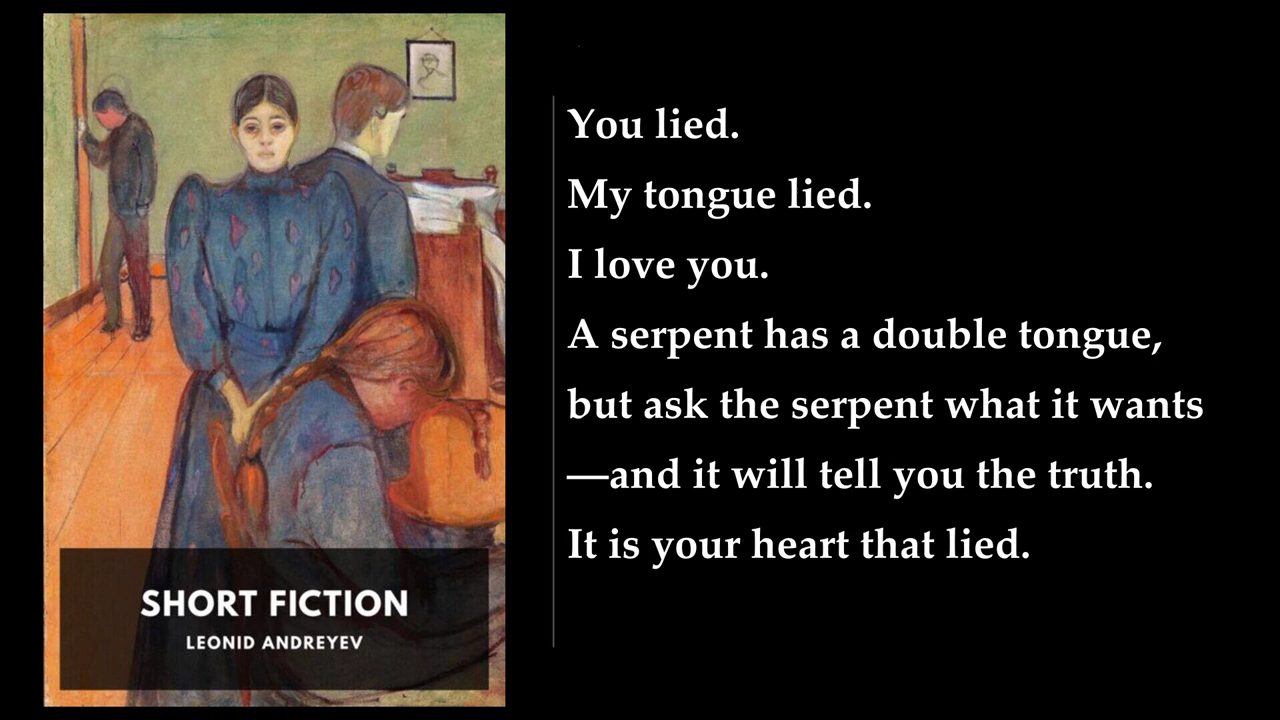 You lied.
My tongue lied.
I love you.
A serpent has a double tongue,
but ask the serpent what it wants
—and it will tell you the truth.
It is your heart that lied.
SHORT FICTION
LEONID ANDREYEV